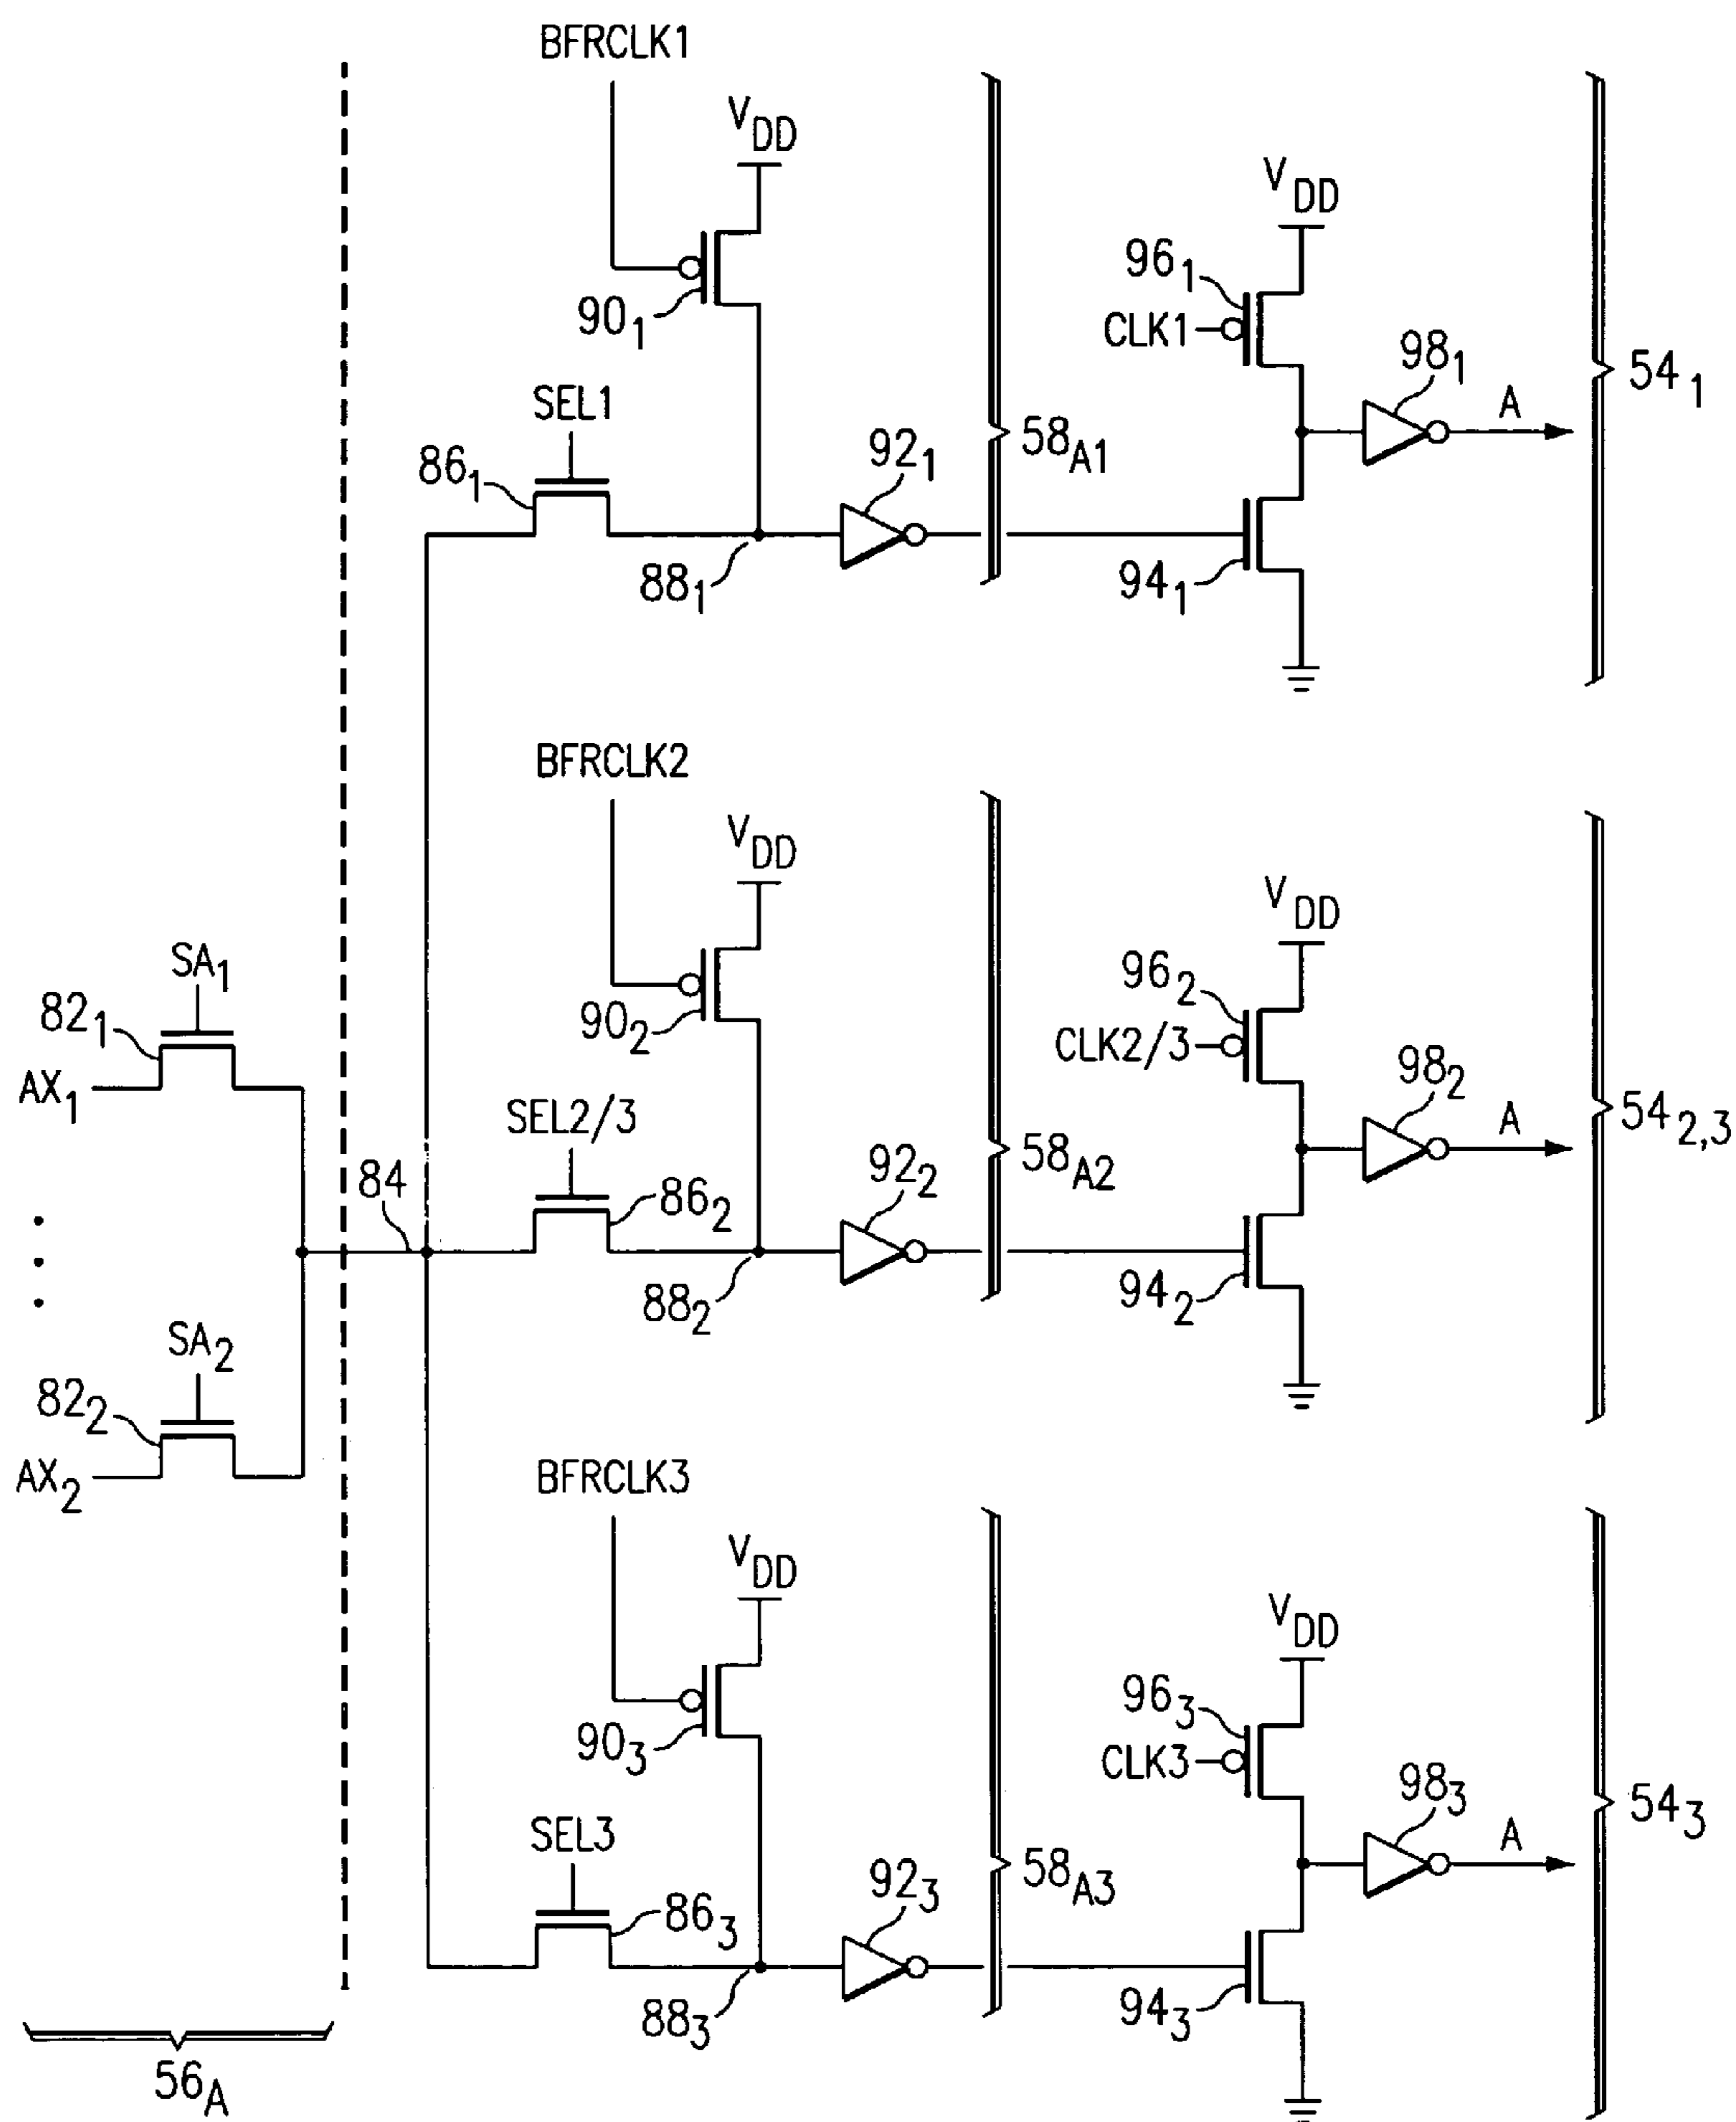 BFRCLK1
VDD
VDD
961
CLK1
901
981
A
541
SEL1
861
921
58A1
881
941
BFRCLK2
VDD
VDD
SA1
821
AX1
902
962
CLK2/3
982
A
542,3
SEL2/3
84
862
922
58A2
882
942
SA2
822
AX2
BFRCLK3
VDD
VDD
963
CLK3
903
983
A
543
SEL3
863
923
58A3
883
943
56A